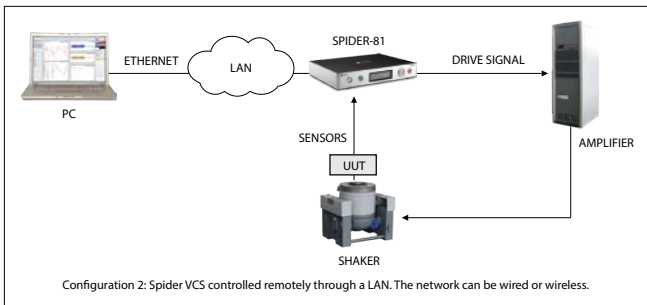 SPIDER-81
ETHERNET
LAN
DRIVE SIGNAL
PC
SENSORS
AMPLIFIER
UUT
SHAKER
Configuration 2: Spider VCS controlled remotely through a LAN. The network can be wired or wireless.